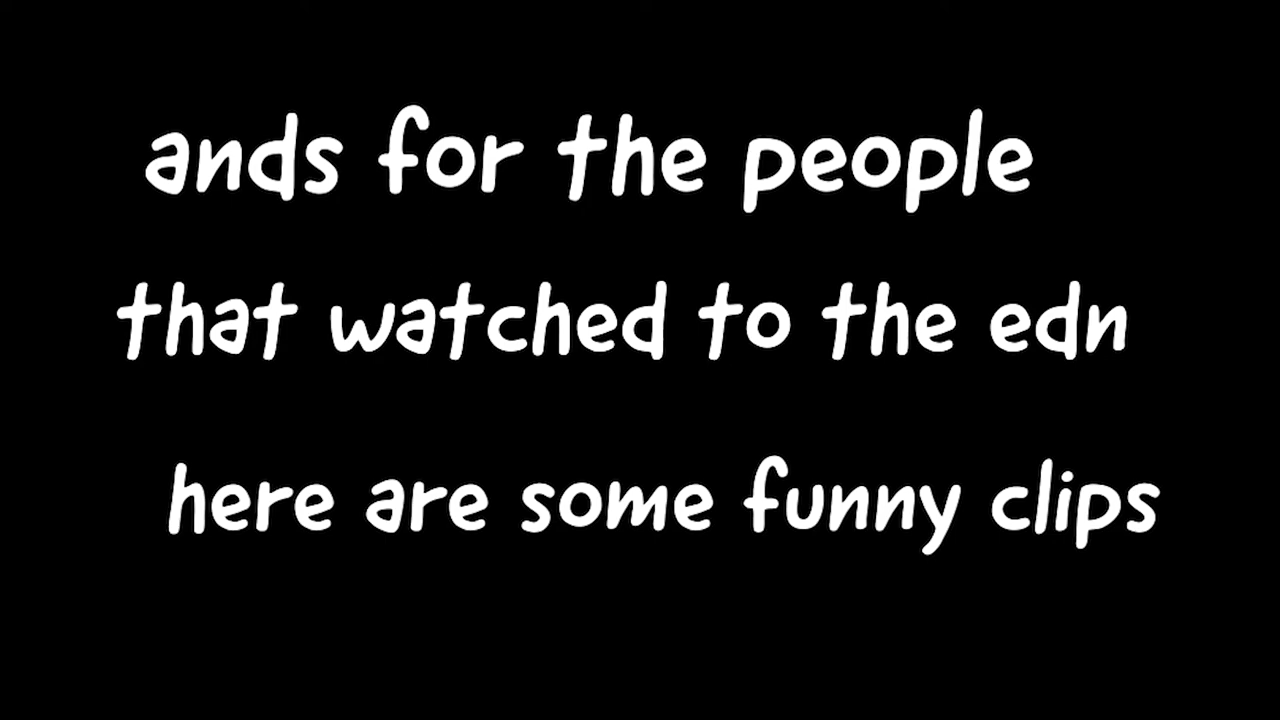 ands for the people
that watched to the edn
here are some funny clips